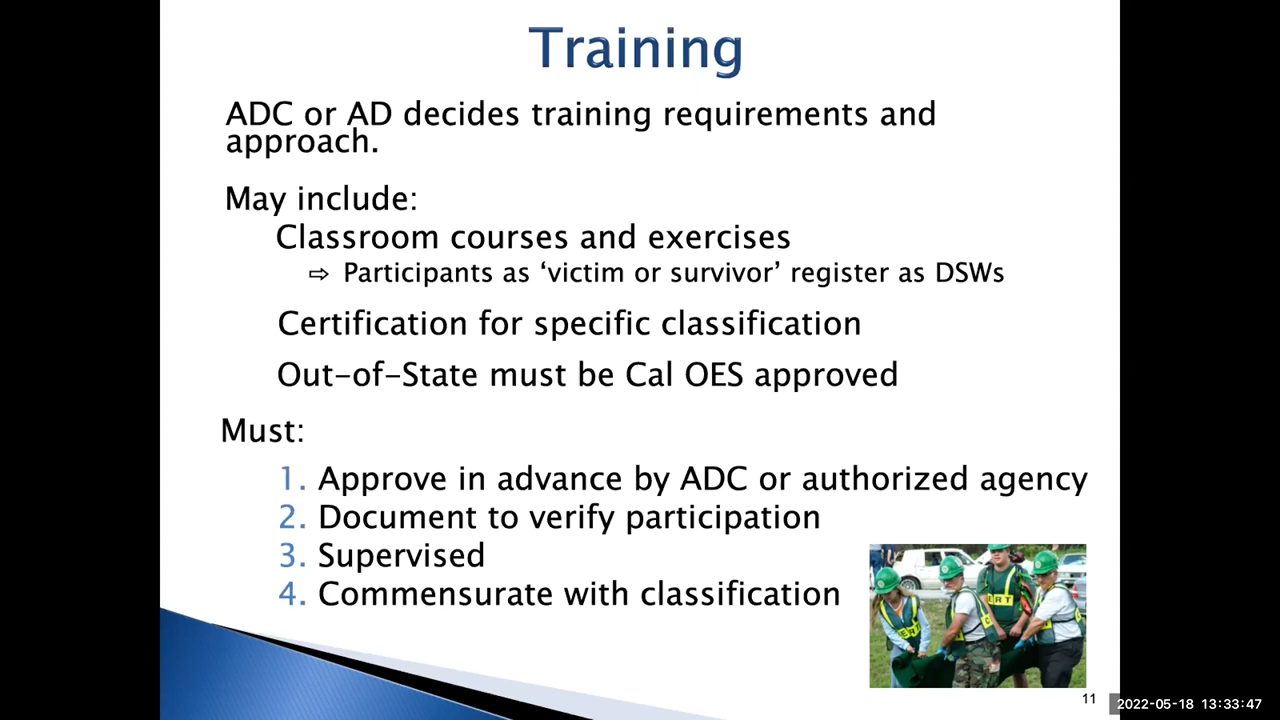 Training
ADC or AD decides training requirements and
approach.
May include:
Classroom courses and exercises
⇨ Participants as ‘victim or survivor’ register as DSWs
Certification for specific classification
Out-of-State must be Cal OES approved
Must:
1. Approve in advance by ADC or authorized agency
2. Document to verify participation
3. Supervised
4. Commensurate with classification
ERT
11
2022-05-18 13:33:47